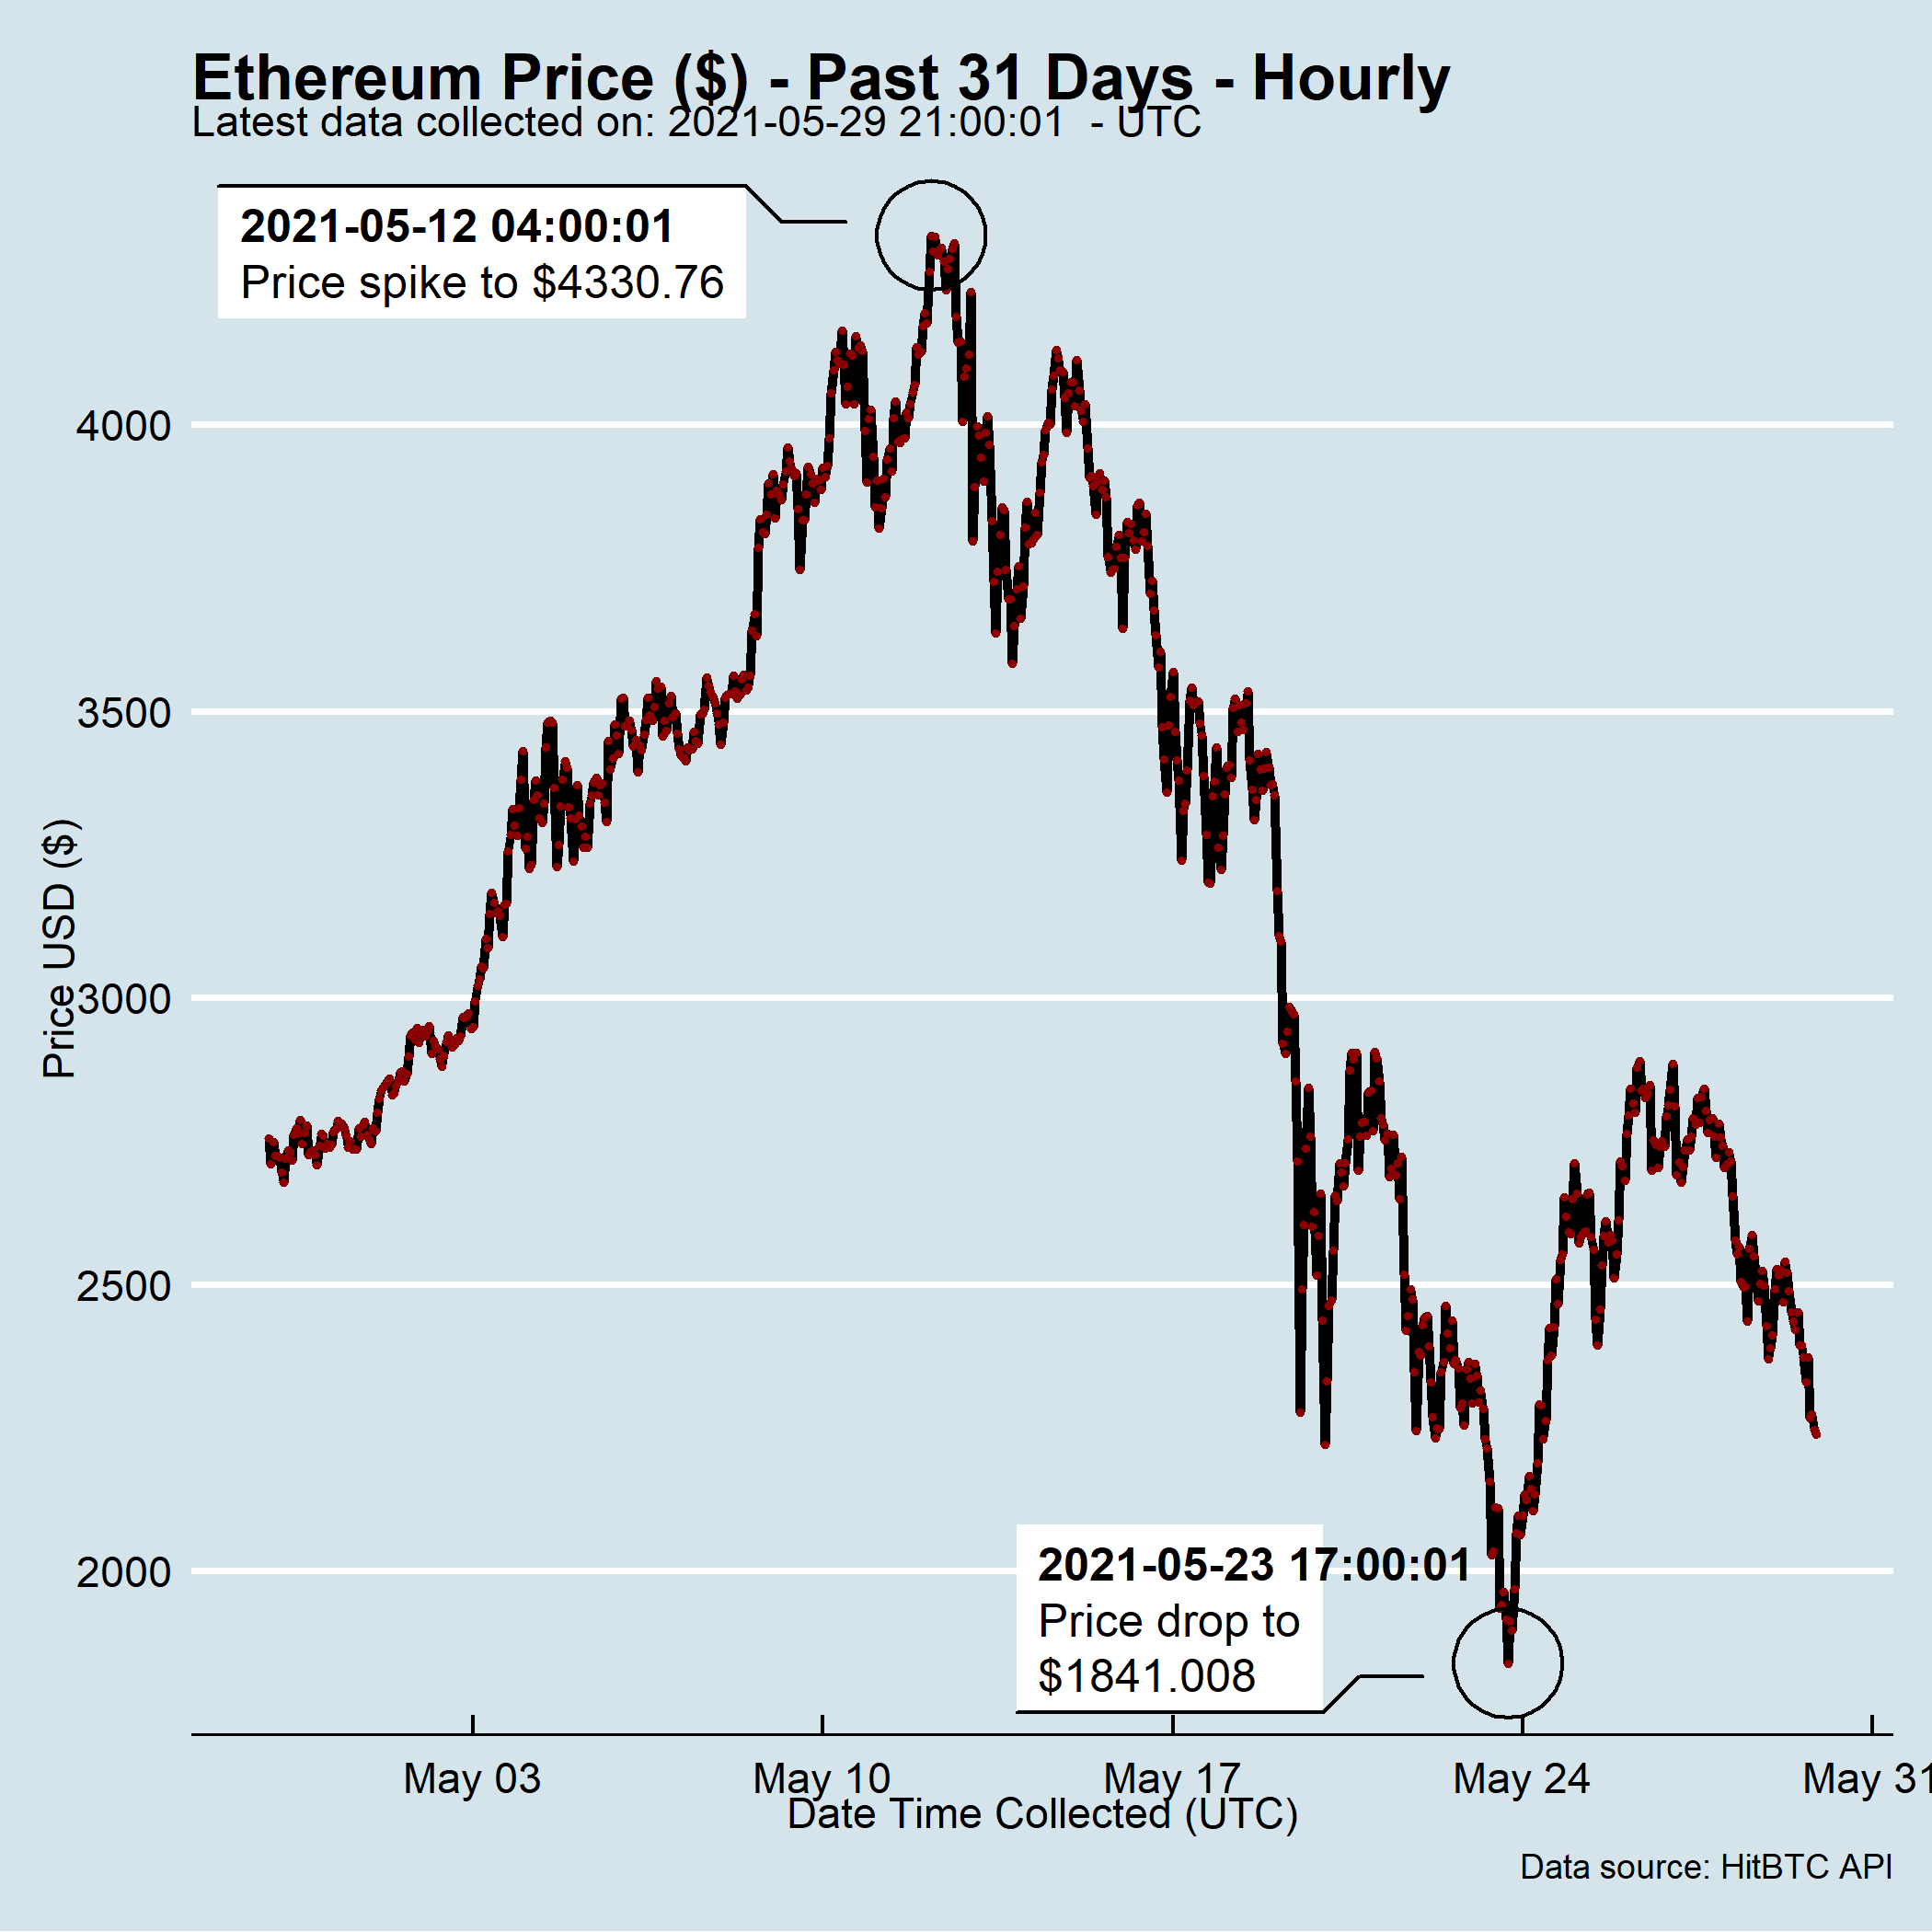 Ethereum Price ($) - Past 31 Days - Hourly
Latest data collected on: 2021-05-29 21:00:01  - UTC
2021-05-12 04:00:01
Price spike to $4330.76
4000
3500
3000
2500
2000
Price USD ($)
2021-05-23 17:00:01
Price drop to
$1841.008
May 03
May 10
May 17
May 24
May 31
Date Time Collected (UTC)
Data source: HitBTC API